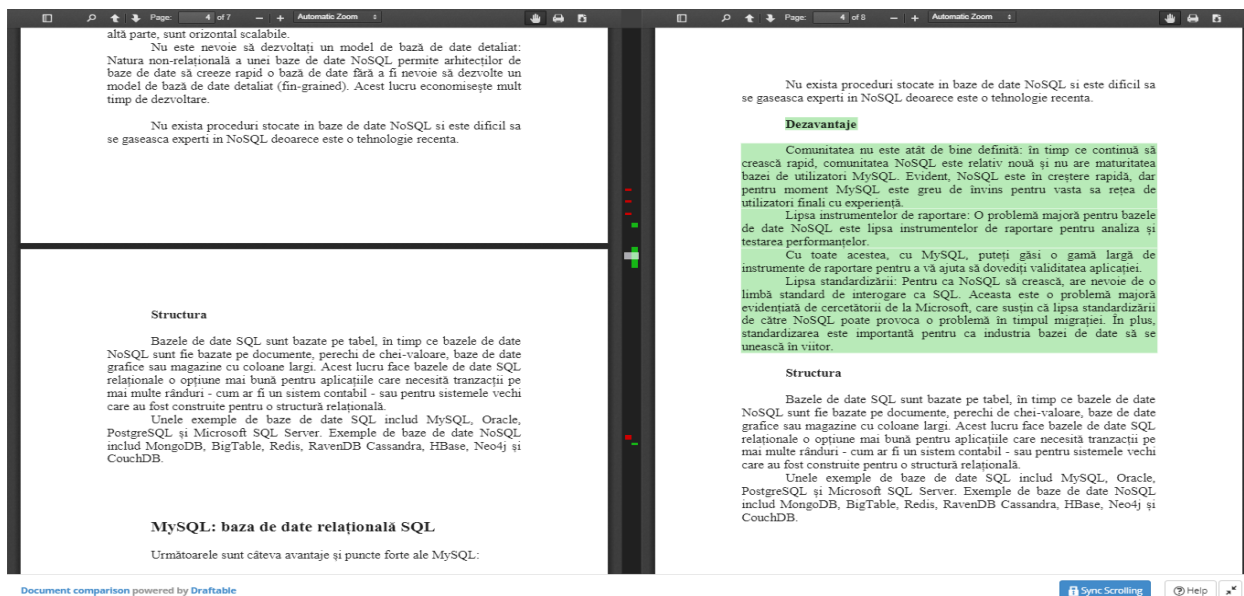 Page: 4 of 7 — + Automatic Zoom
altă parte, sunt orizontal scalabile.
Nu este nevoie să dezvoltați un model de bază de date detaliat:
Natura non-relațională a unei baze de date NoSQL permite arhitecților de
baze de date să creeze rapid o bază de date fără a fi nevoie să dezvolte un
model de bază de date detaliat (fin-grained). Acest lucru economisește mult
timp de dezvoltare.
Nu exista proceduri stocate in baze de date NoSQL si este dificil sa
se gaseasca experti in NoSQL deoarece este o tehnologie recenta.
Structura
Bazele de date SQL sunt bazate pe tabel, în timp ce bazele de date
NoSQL sunt fie bazate pe documente, perechi de chei-valoare, baze de date
grafice sau magazine cu coloane largi. Acest lucru face bazele de date SQL
relaționale o opțiune mai bună pentru aplicațiile care necesită tranzacții pe
mai multe rânduri - cum ar fi un sistem contabil - sau pentru sistemele vechi
care au fost construite pentru o structură relațională.
Unele exemple de baze de date SQL includ MySQL, Oracle,
PostgreSQL și Microsoft SQL Server. Exemple de baze de date NoSQL
includ MongoDB, BigTable, Redis, RavenDB Cassandra, HBase, Neo4j și
CouchDB.
MySQL: baza de date relațională SQL
Următoarele sunt câteva avantaje și puncte forte ale MySQL:
Page: 4 of 8 — + Automatic Zoom
Nu exista proceduri stocate in baze de date NoSQL si este dificil sa
se gaseasca experti in NoSQL deoarece este o tehnologie recenta.
Dezavantaje
Comunitatea nu este atât de bine definită: în timp ce continuă să
crească rapid, comunitatea NoSQL este relativ nouă și nu are maturitatea
bazei de utilizatori MySQL. Evident, NoSQL este în creștere rapidă, dar
pentru moment MySQL este greu de învins pentru vasta sa rețea de
utilizatori finali cu experiență.
Lipsa instrumentelor de raportare: O problemă majoră pentru bazele
de date NoSQL este lipsa instrumentelor de raportare pentru analiza și
testarea performanțelor.
Cu toate acestea, cu MySQL, puteți găsi o gamă largă de
instrumente de raportare pentru a vă ajuta să dovediți validitatea aplicației.
Lipsa standardizării: Pentru ca NoSQL să crească, are nevoie de o
limbă standard de interogare ca SQL. Aceasta este o problemă majoră
evidențiată de cercetătorii de la Microsoft, care susțin că lipsa standardizării
de către NoSQL poate provoca o problemă în timpul migrației. În plus,
standardizarea este importantă pentru ca industria bazei de date să se
unească în viitor.
Structura
Bazele de date SQL sunt bazate pe tabel, în timp ce bazele de date
NoSQL sunt fie bazate pe documente, perechi de chei-valoare, baze de date
grafice sau magazine cu coloane largi. Acest lucru face bazele de date SQL
relaționale o opțiune mai bună pentru aplicațiile care necesită tranzacții pe
mai multe rânduri - cum ar fi un sistem contabil - sau pentru sistemele vechi
care au fost construite pentru o structură relațională.
Unele exemple de baze de date SQL includ MySQL, Oracle,
PostgreSQL și Microsoft SQL Server. Exemple de baze de date NoSQL
includ MongoDB, BigTable, Redis, RavenDB Cassandra, HBase, Neo4j și
CouchDB.
Document comparison powered by Draftable
Sync Scrolling
Help